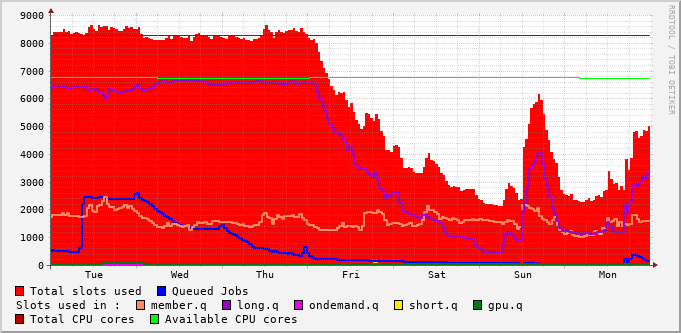 9000
8000
7000
6000
5000
4000
3000
2000
1000
0
Tue Wed Thu Fri Sat Sun Mon
RRDTOOL / TOBI OETIKER
Total slots used Queued Jobs
Slots used in : member.q long.q ondemand.q short.q gpu.q
Total CPU cores Available CPU cores